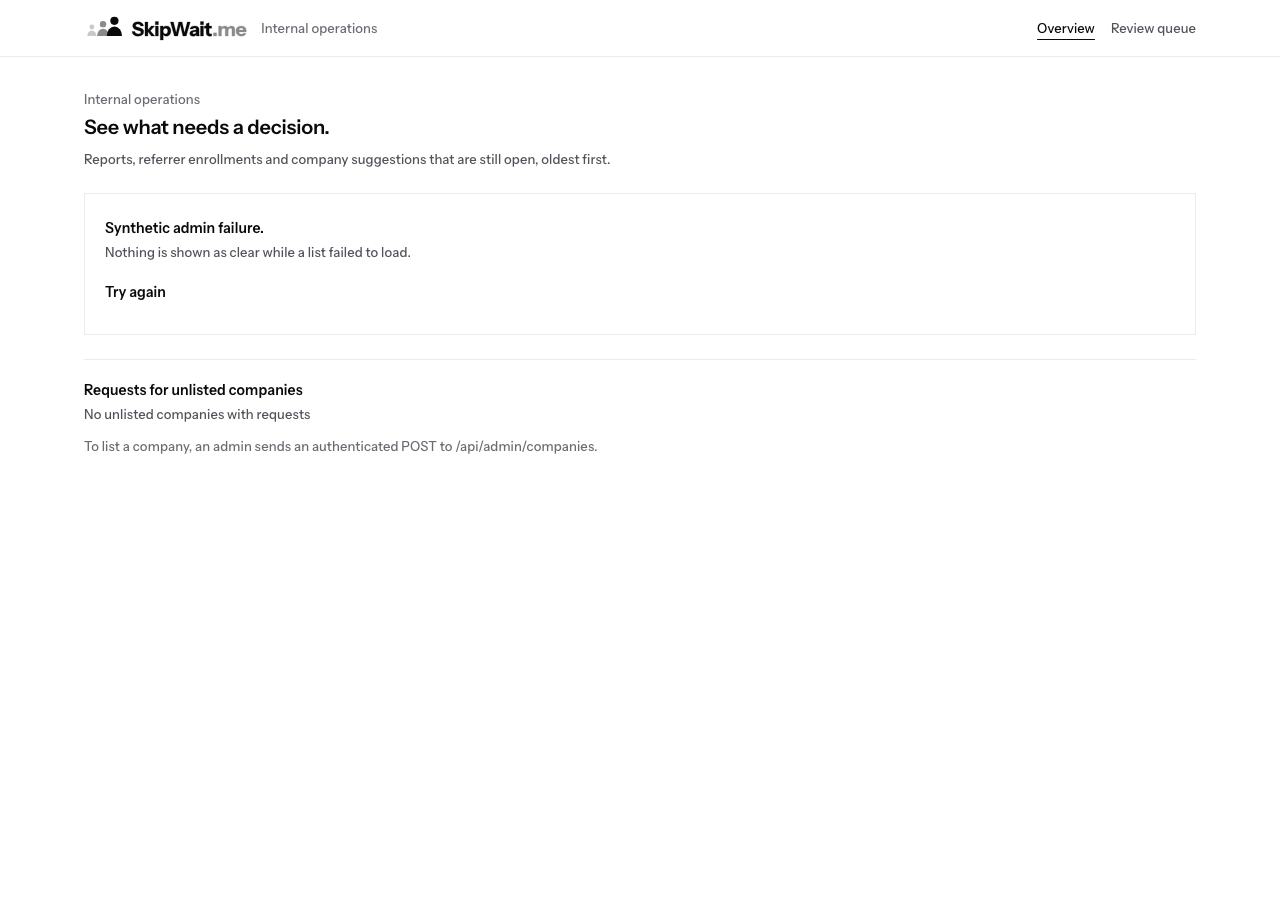 SkipWait.me Internal operations Overview Review queue
Internal operations
See what needs a decision.
Reports, referrer enrollments and company suggestions that are still open, oldest first.
Synthetic admin failure.
Nothing is shown as clear while a list failed to load.
Try again
Requests for unlisted companies
No unlisted companies with requests
To list a company, an admin sends an authenticated POST to /api/admin/companies.